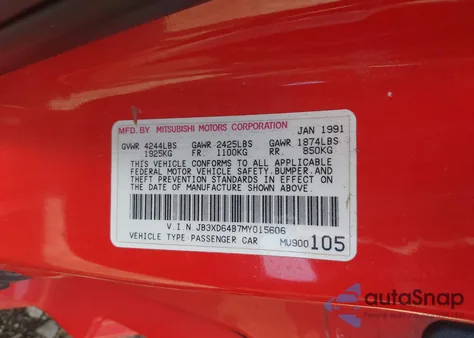 MFD. BY MITSUBISHI MOTORS CORPORATION JAN 1991
GVWR 4244LBS GAWR 2425LBS GAWR 1874LBS
1925KG FR. 1100KG RR 850KG
THIS VEHICLE CONFORMS TO ALL APPLICABLE
FEDERAL MOTOR VEHICLE SAFETY,BUMPER,AND
THEFT PREVENTION STANDARDS IN EFFECT ON
THE DATE OF MANUFACTURE SHOWN ABOVE.
V.I N JB3XD64B7MY015606
VEHICLE TYPE PASSENGER CAR MU900 105
autoSnap